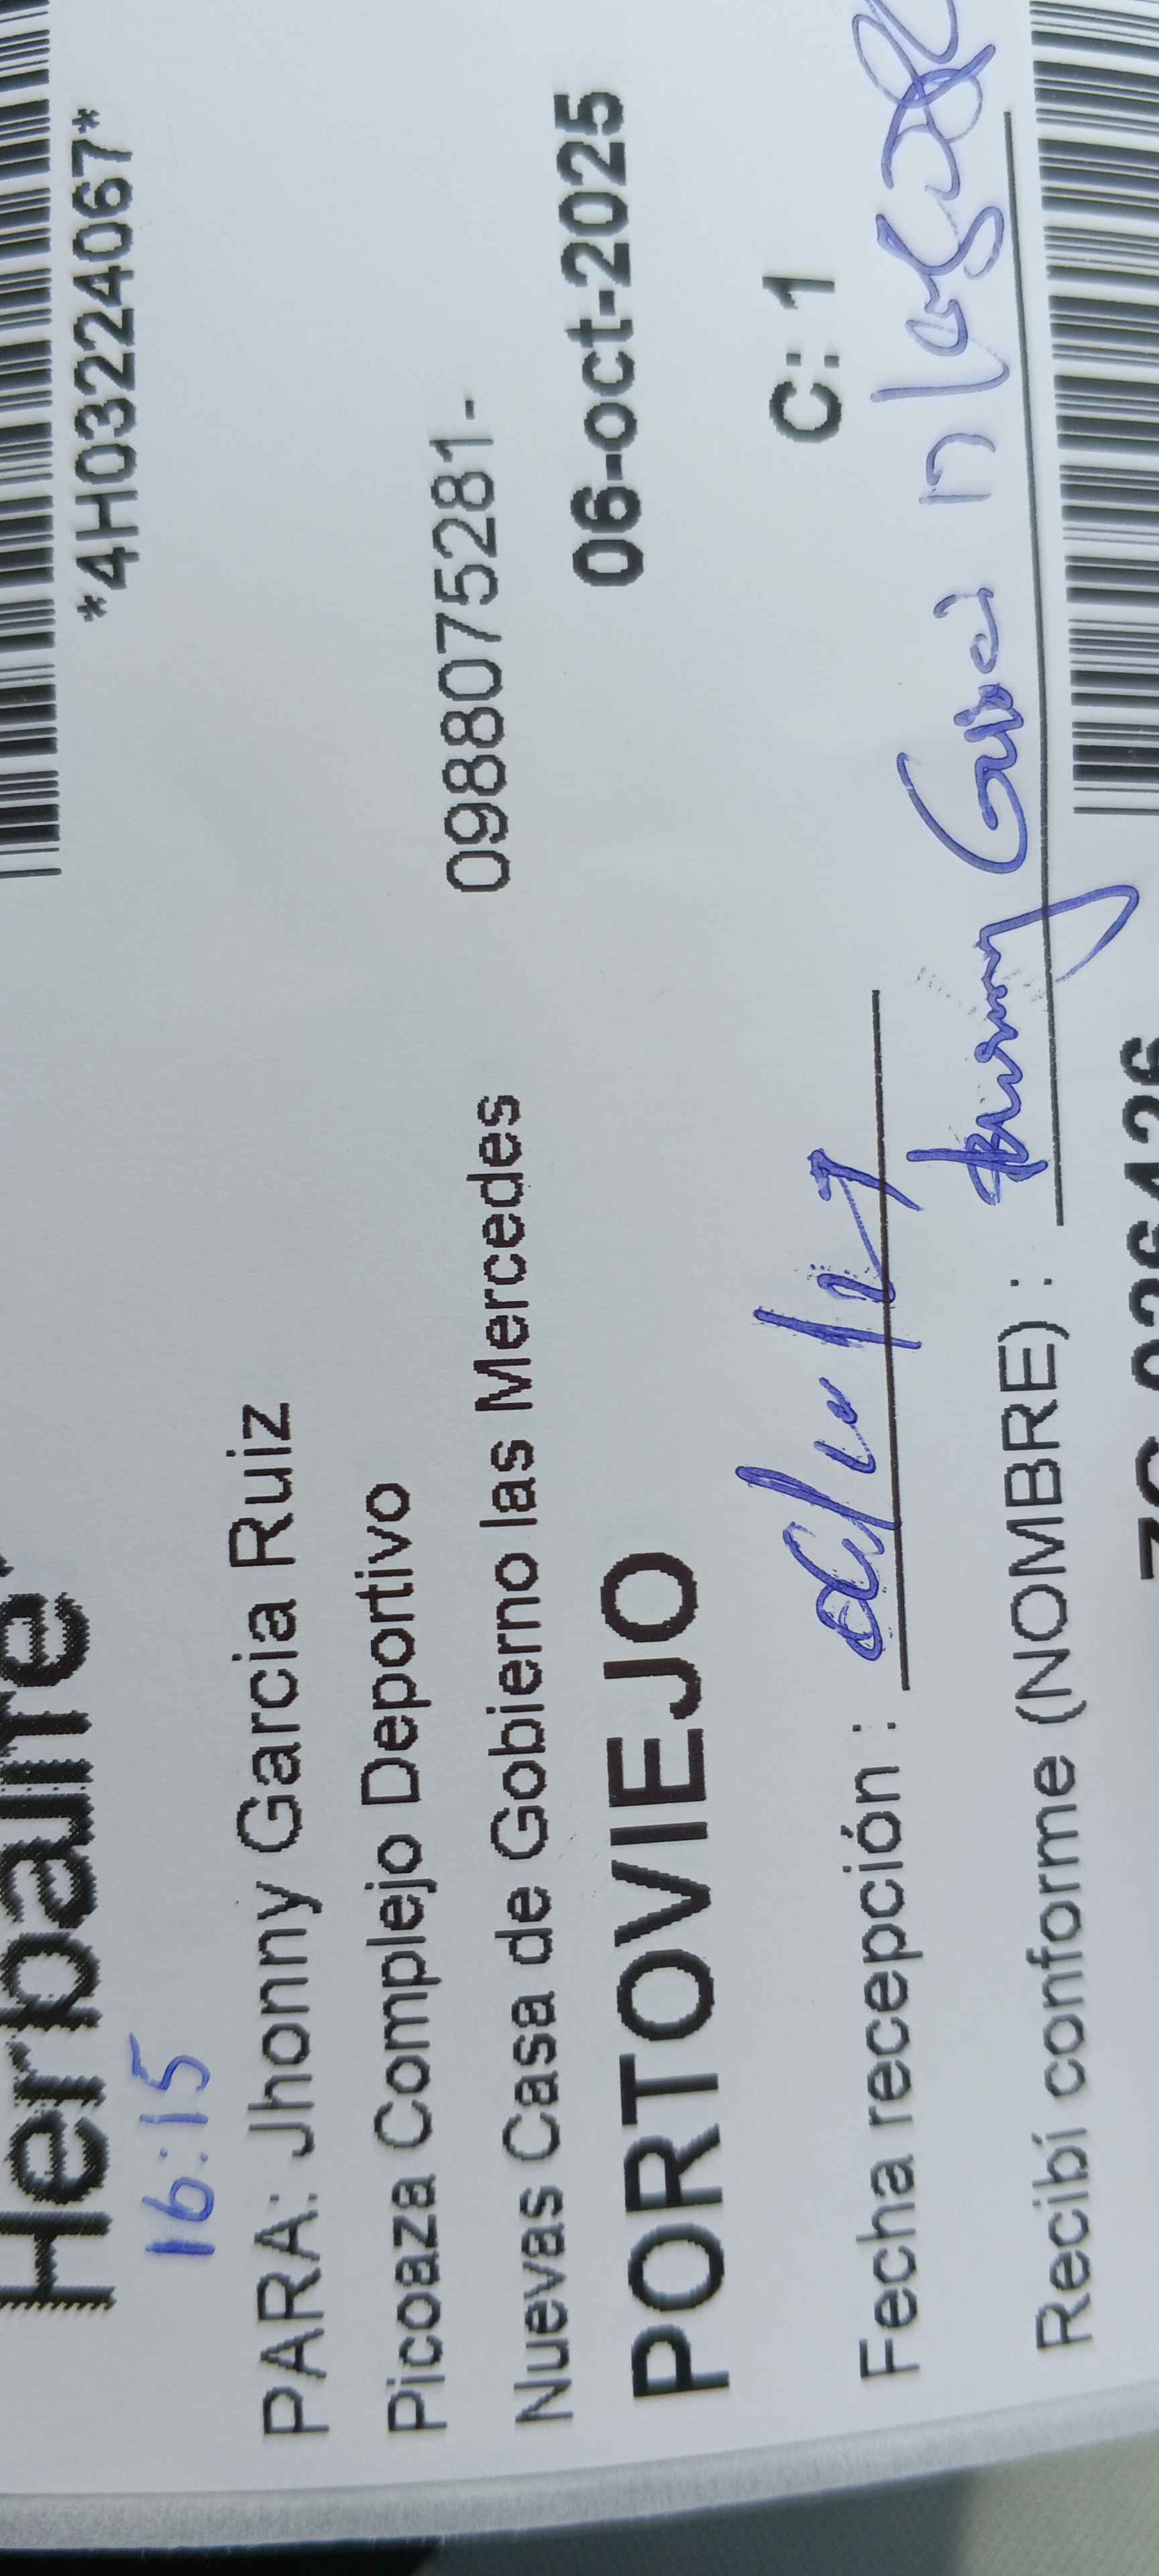 Herbalife
*4H03224067*
16:15
PARA: Jhonny Garcia Ruiz
Picoaza Complejo Deportivo
0988075281-
Nuevas Casa de Gobierno las Mercedes
PORTOVIEJO
06-oct-2025
C: 1
Fecha recepción :
Recibí conforme (NOMBRE) :